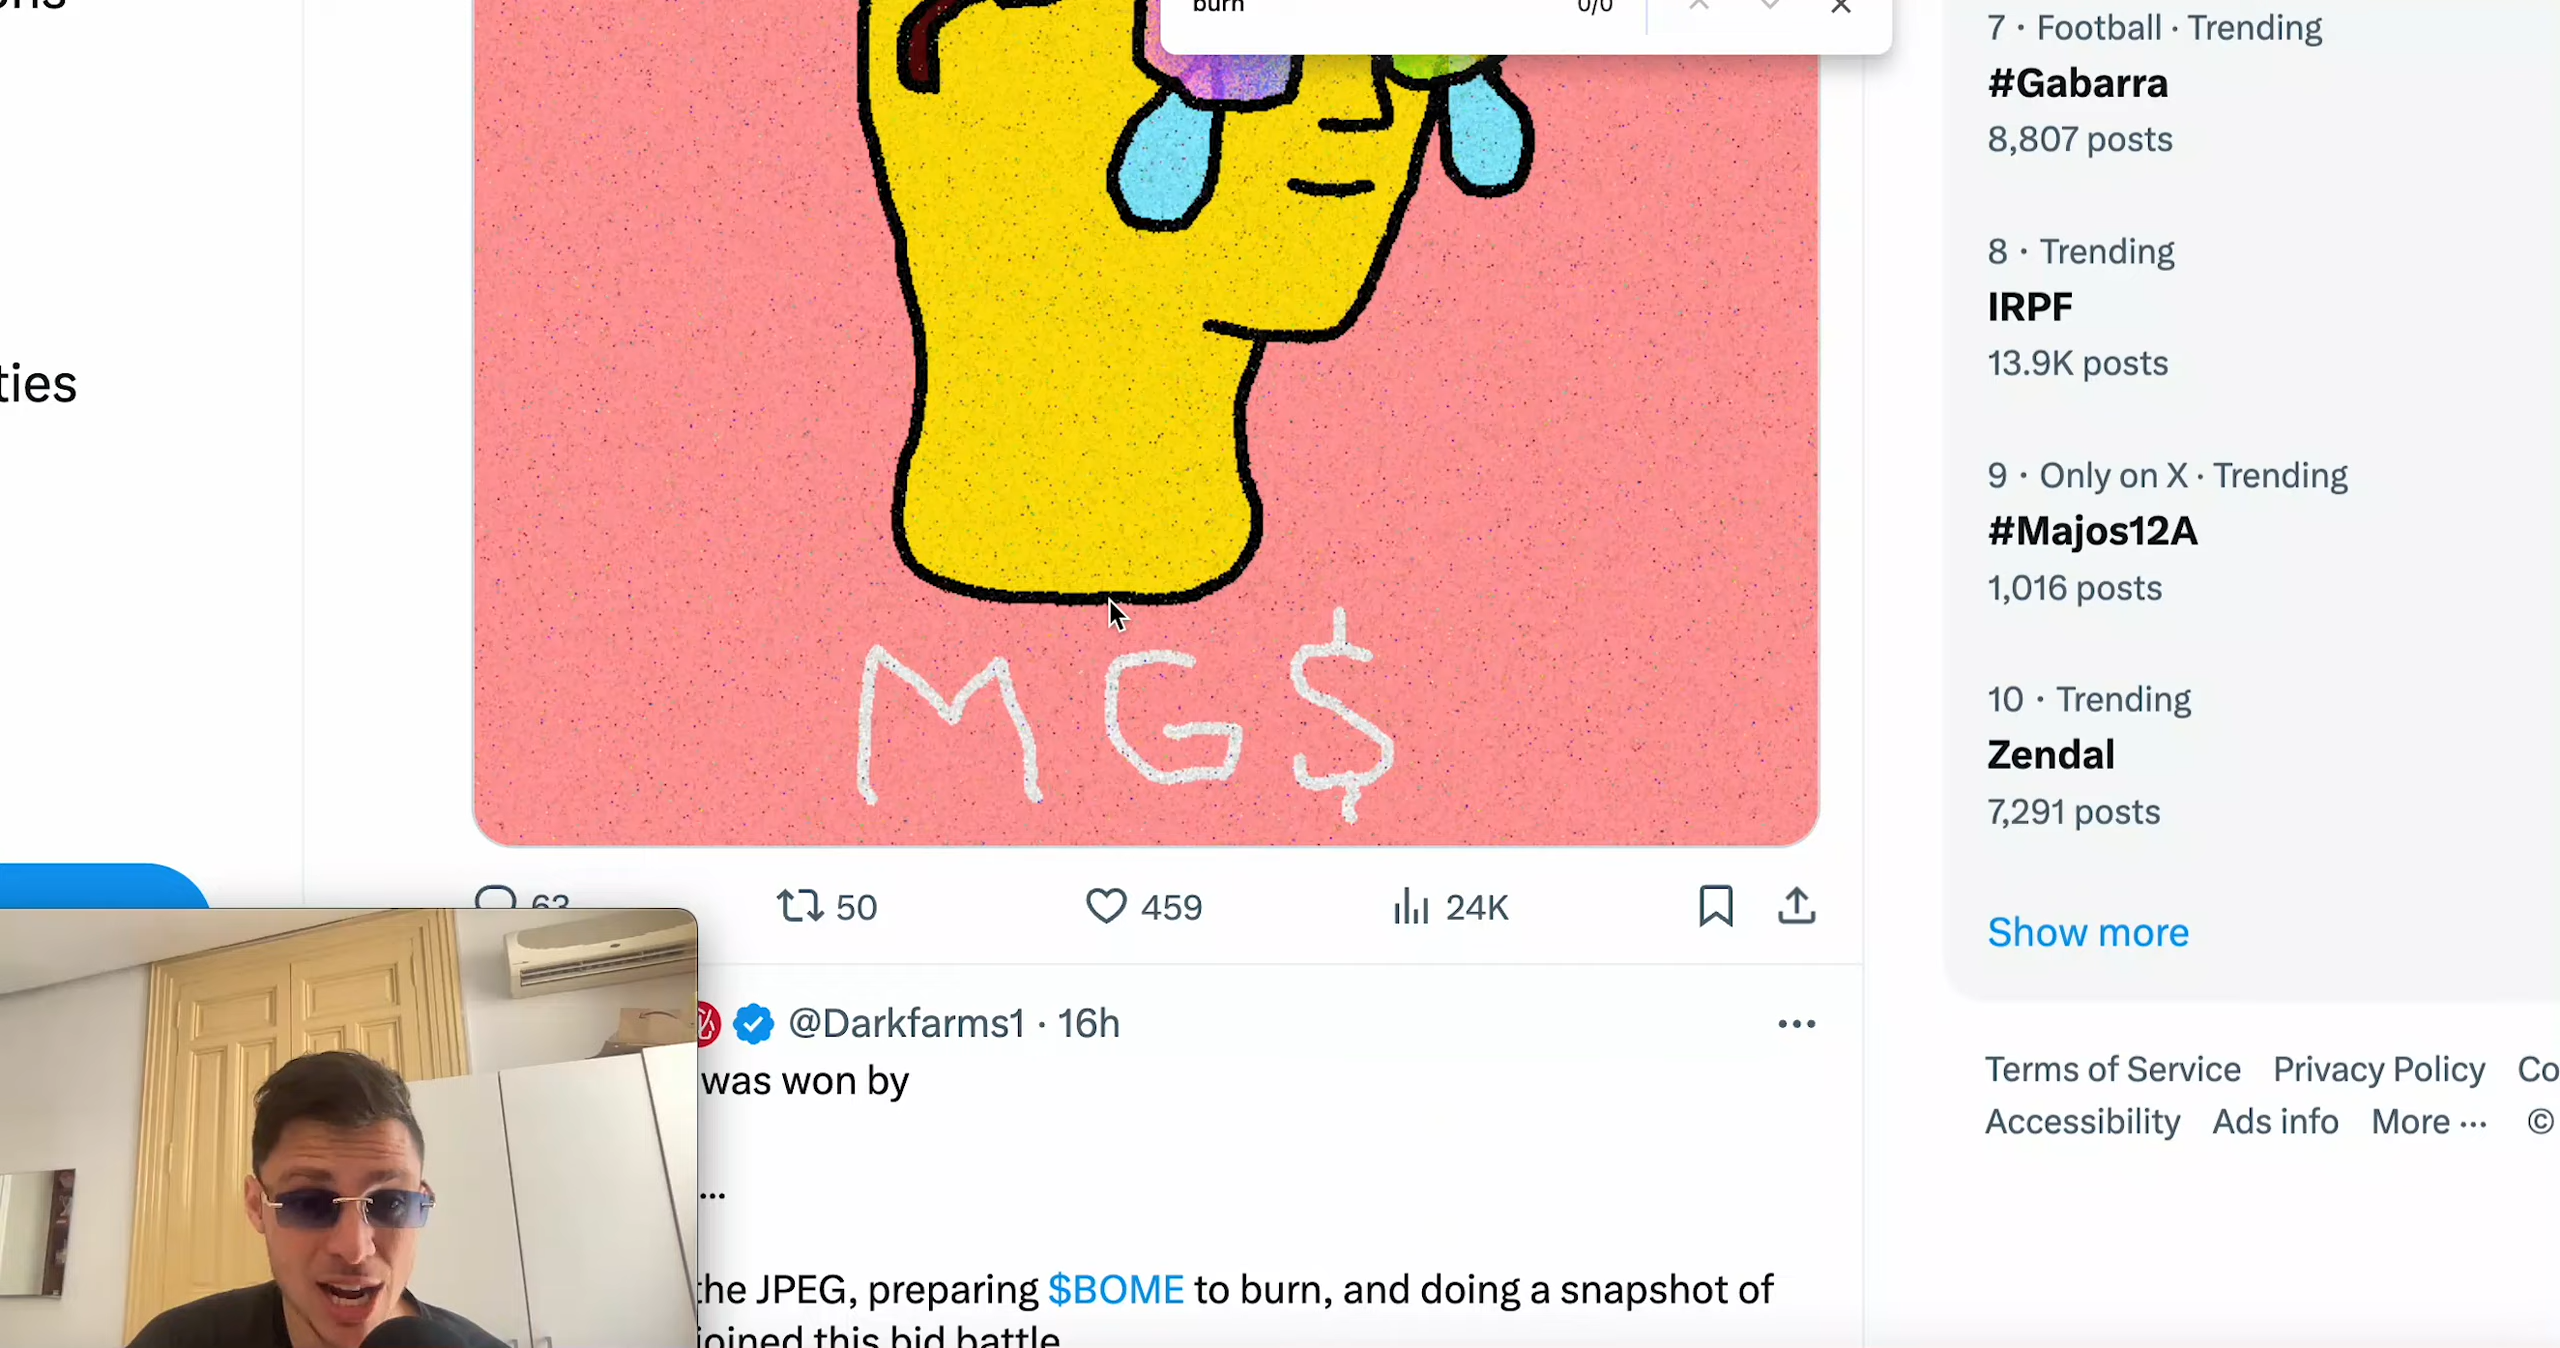 burn 0/0
ties
MG$
63 50 459 24K
@Darkfarms1 · 16h
was won by
...
the JPEG, preparing $BOME to burn, and doing a snapshot of
joined this bid battle
7 · Football · Trending
#Gabarra
8,807 posts
8 · Trending
IRPF
13.9K posts
9 · Only on X · Trending
#Majos12A
1,016 posts
10 · Trending
Zendal
7,291 posts
Show more
Terms of Service Privacy Policy Co
Accessibility Ads info More ··· ©